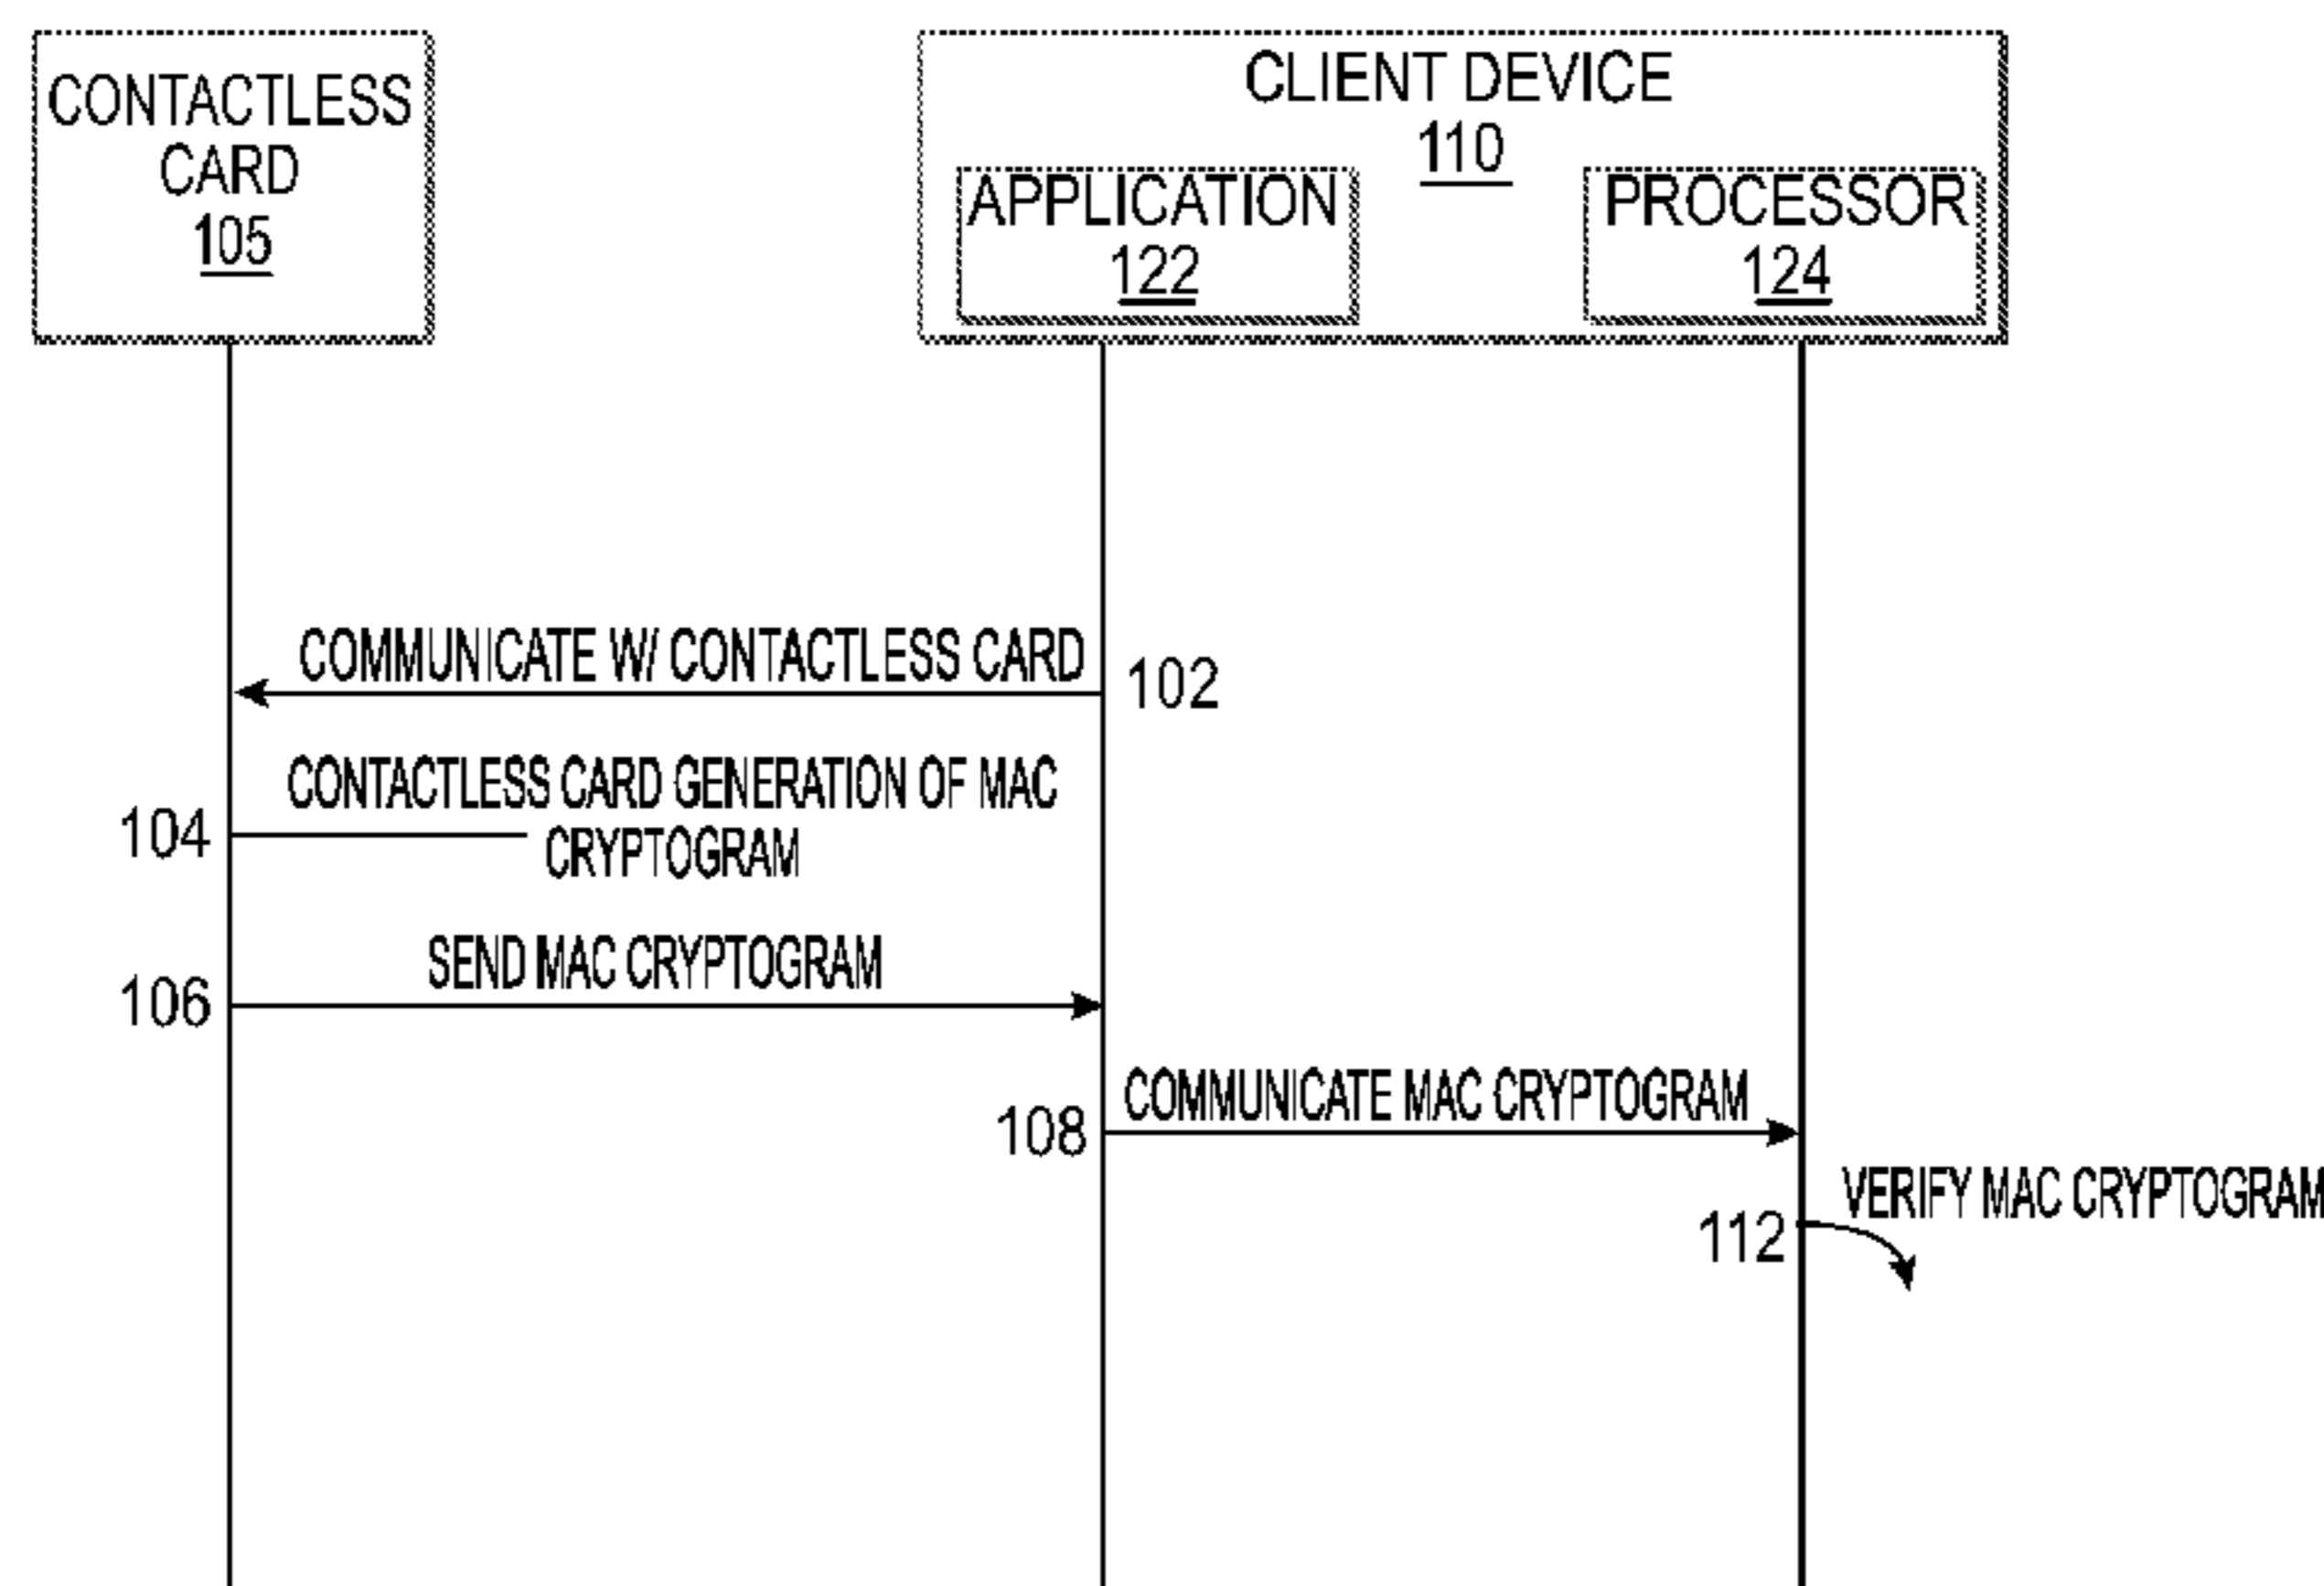 CONTACTLESS
CARD
105
CLIENT DEVICE
110
APPLICATION
122
PROCESSOR
124
COMMUNICATE W/ CONTACTLESS CARD
102
CONTACTLESS CARD GENERATION OF MAC
104
CRYPTOGRAM
SEND MAC CRYPTOGRAM
106
COMMUNICATE MAC CRYPTOGRAM
108
VERIFY MAC CRYPTOGRAM
112